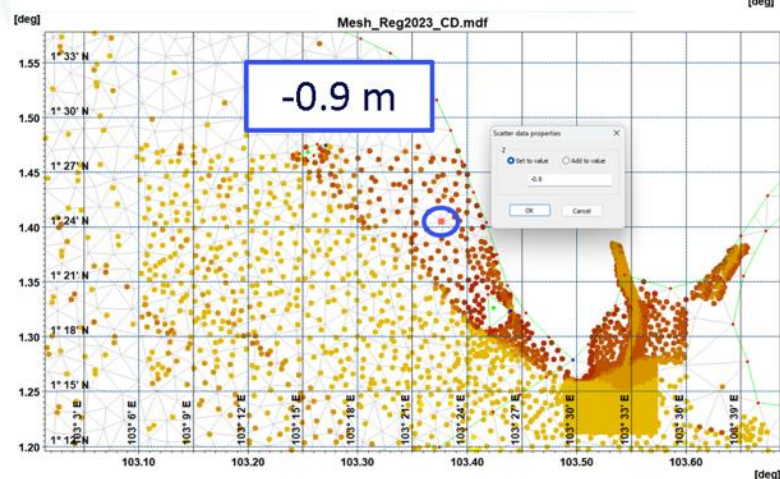 [deg]
[deg]
Mesh_Reg2023_CD.mdf
1.55
1.50
1.45
1.40
1.35
1.30
1.25
1.20
1° 33' N
1° 30' N
1° 27' N
1° 24' N
1° 21' N
1° 18' N
1° 15' N
-0.9 m
Scatter data properties
Z
Set to value
Add to value
-0.9
OK
Cancel
103° 3' E
103° 6' E
103° 9' E
103° 12' E
103° 15' E
103° 18' E
103° 21' E
103° 24' E
103° 27' E
103° 30' E
103° 33' E
103° 36' E
103° 39' E
103.10
103.20
103.30
103.40
103.50
103.60
[deg]